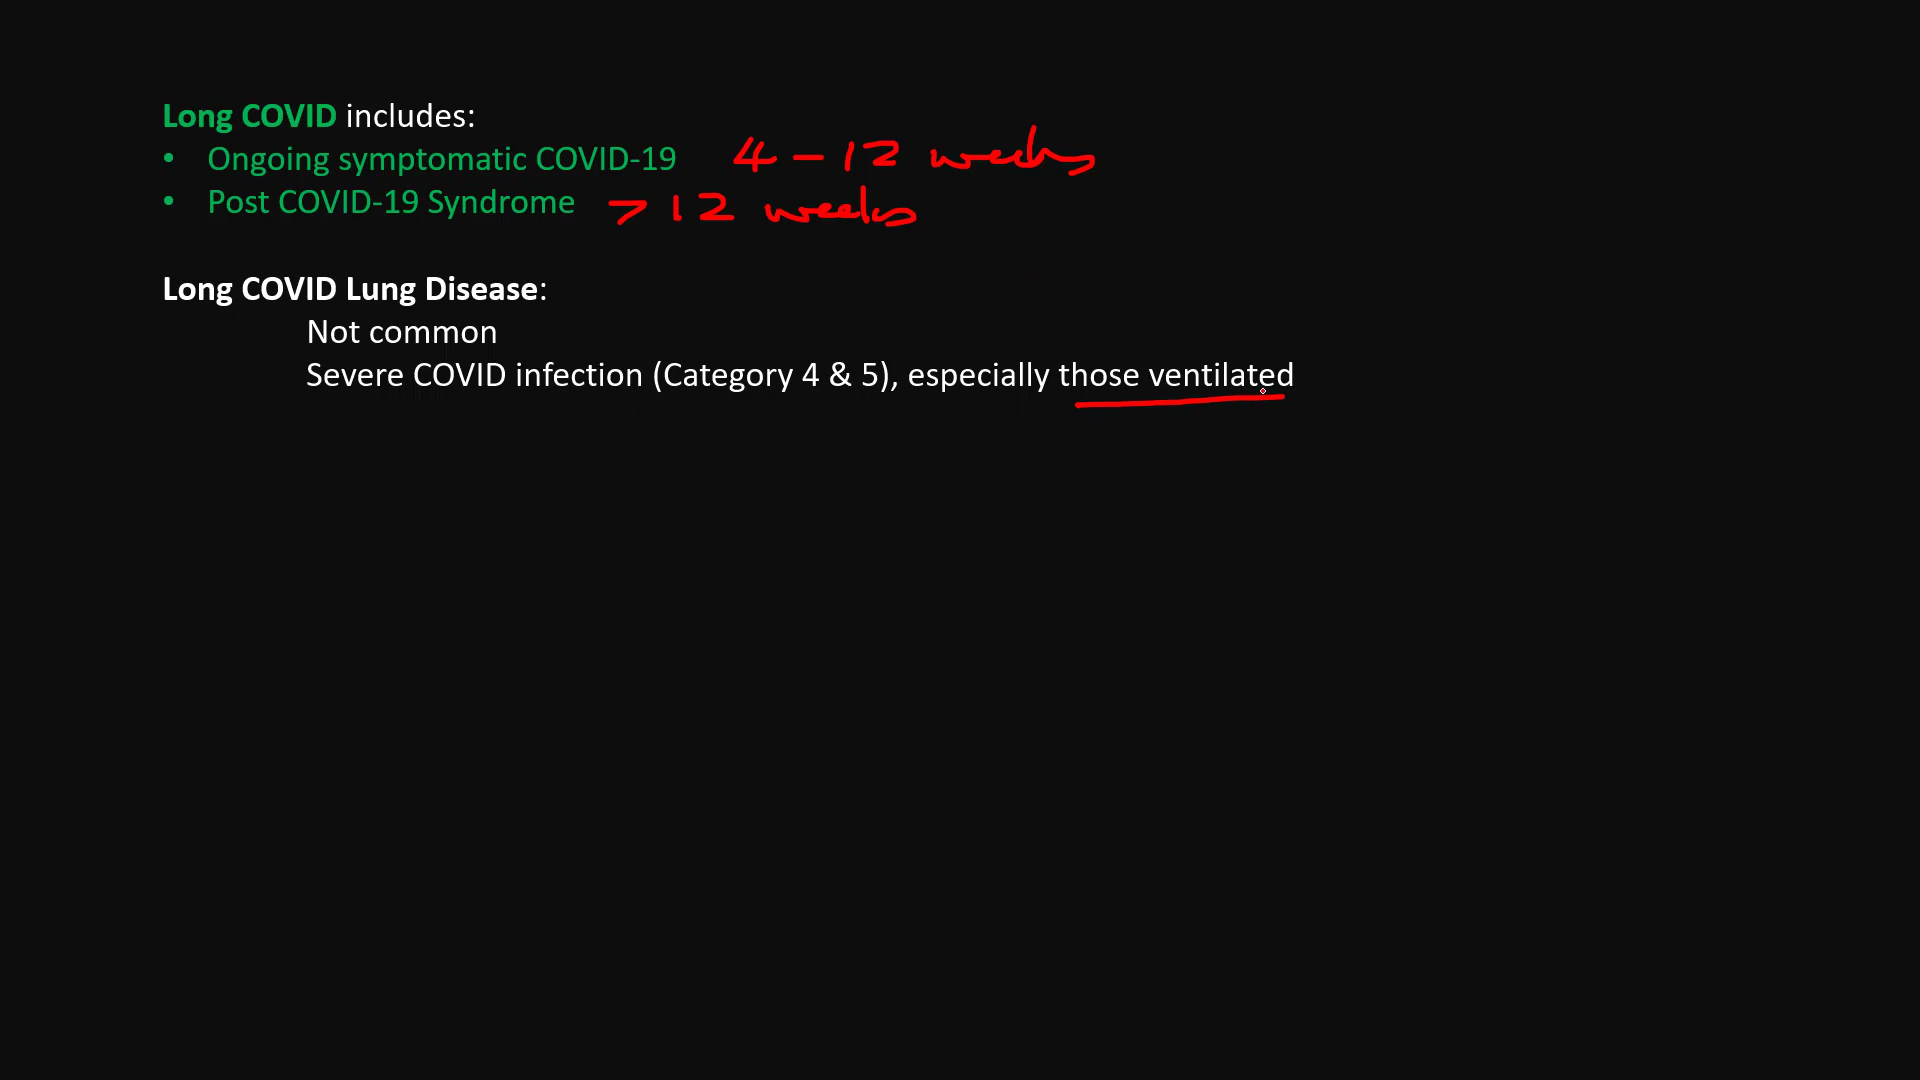 Long COVID includes:
• Ongoing symptomatic COVID-19 4-12 weeks
• Post COVID-19 Syndrome >12 weeks
Long COVID Lung Disease:
Not common
Severe COVID infection (Category 4 & 5), especially those ventilated